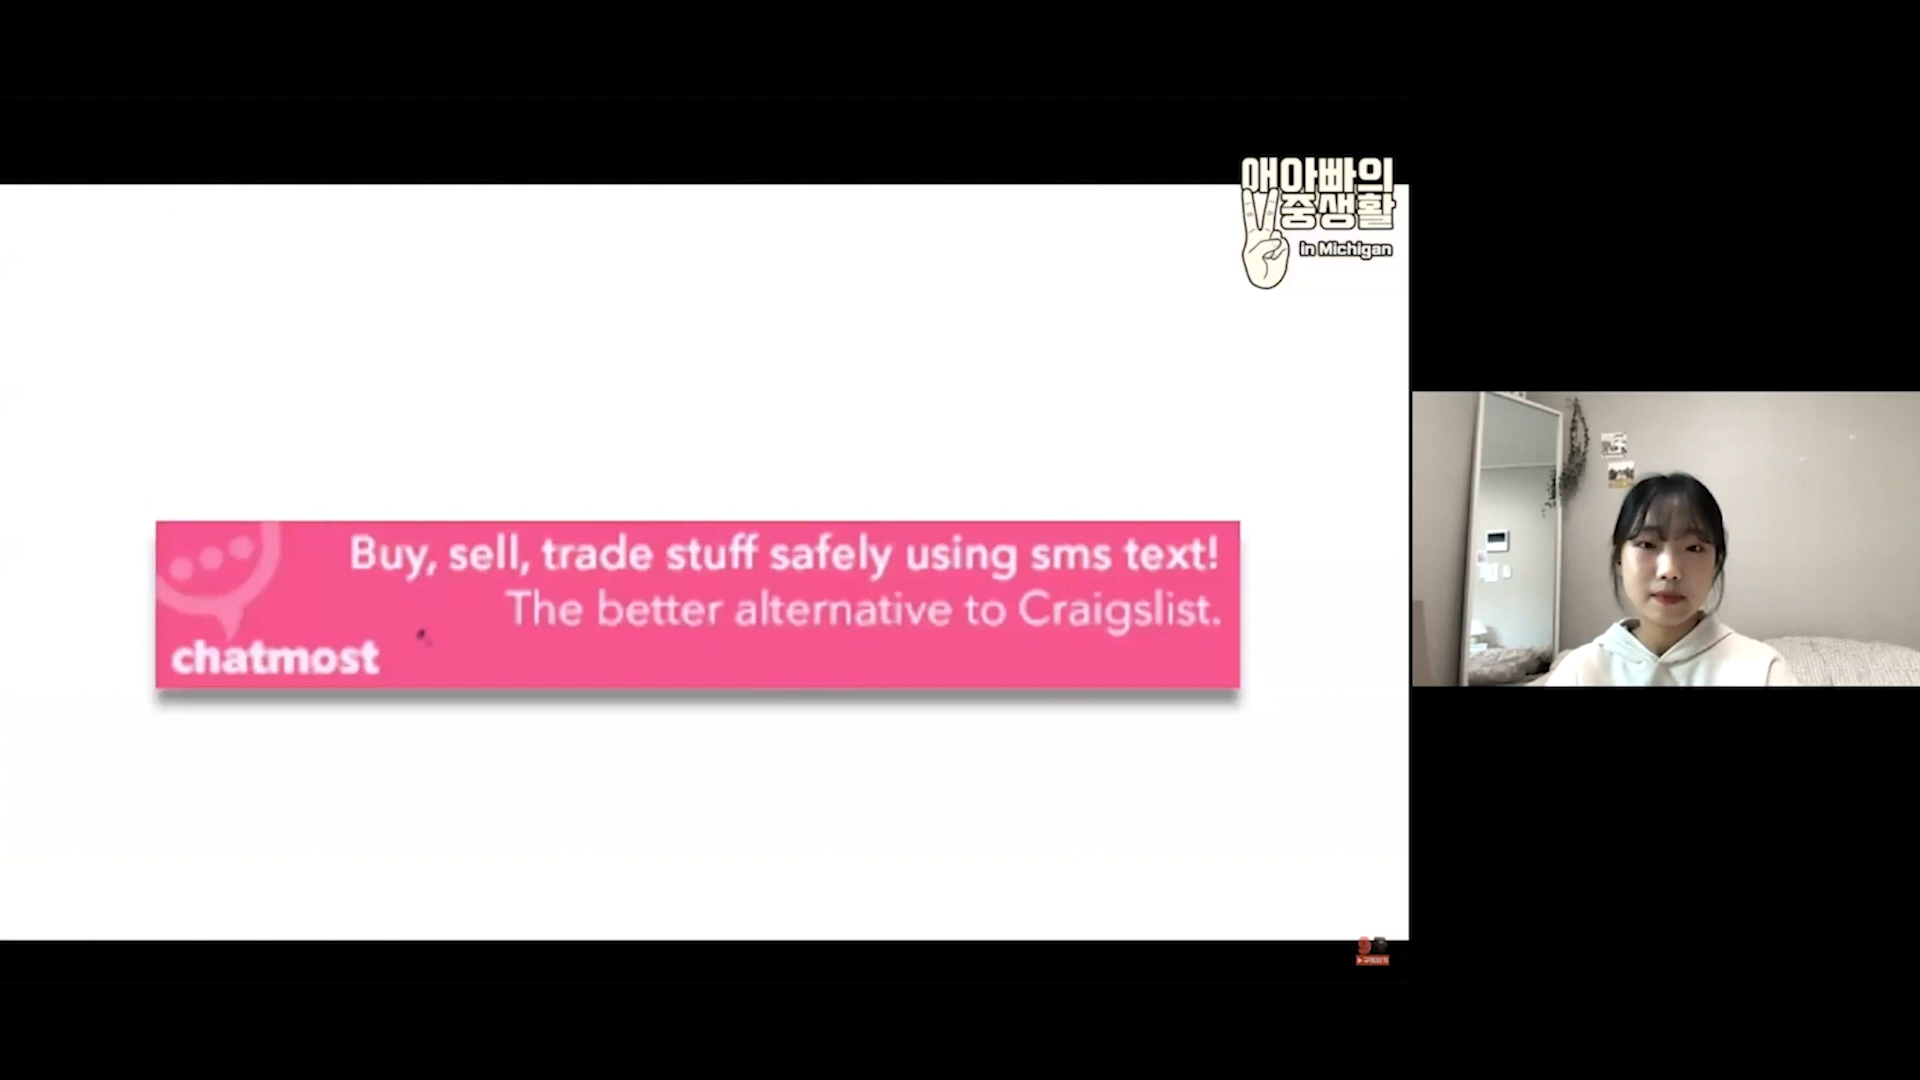 애아빠의
중생활
in Michigan
Buy, sell, trade stuff safely using sms text!
The better alternative to Craigslist.
chatmost